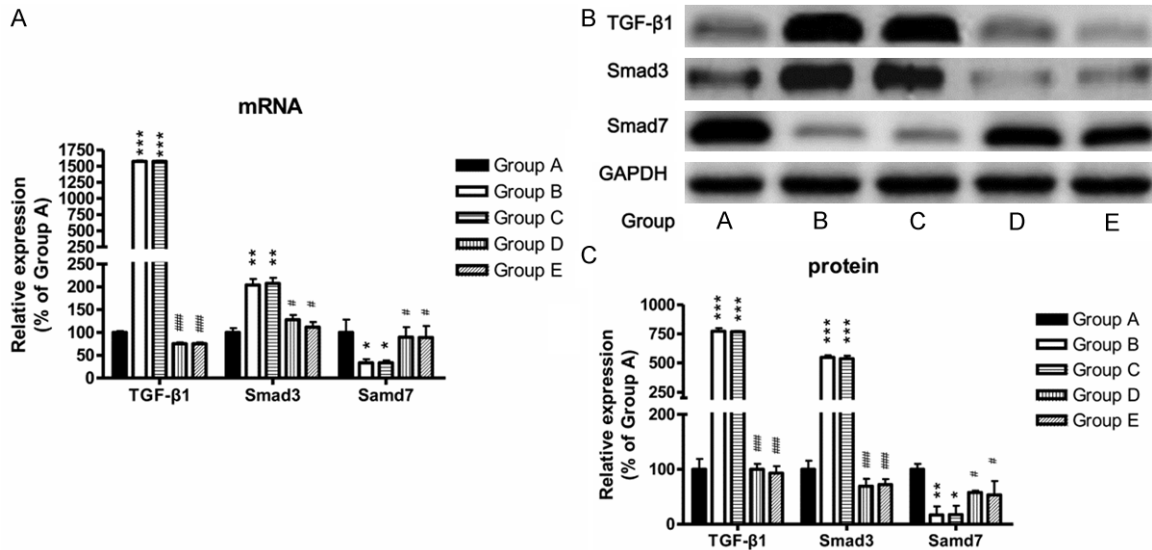 A
mRNA
Relative expression
(% of Group A)
1750
1500
1250
1000
750
500
250
200
150
100
50
0
***
***
###
###
**
**
#
#
*
*
#
#
TGF-β1
Smad3
Samd7
Group A
Group B
Group C
Group D
Group E
B
TGF-β1
Smad3
Smad7
GAPDH
Group A B C D E
C
protein
Relative expression
(% of Group A)
1000
750
500
250
200
100
0
***
***
###
###
***
***
###
###
**
*
#
#
TGF-β1
Smad3
Samd7
Group A
Group B
Group C
Group D
Group E